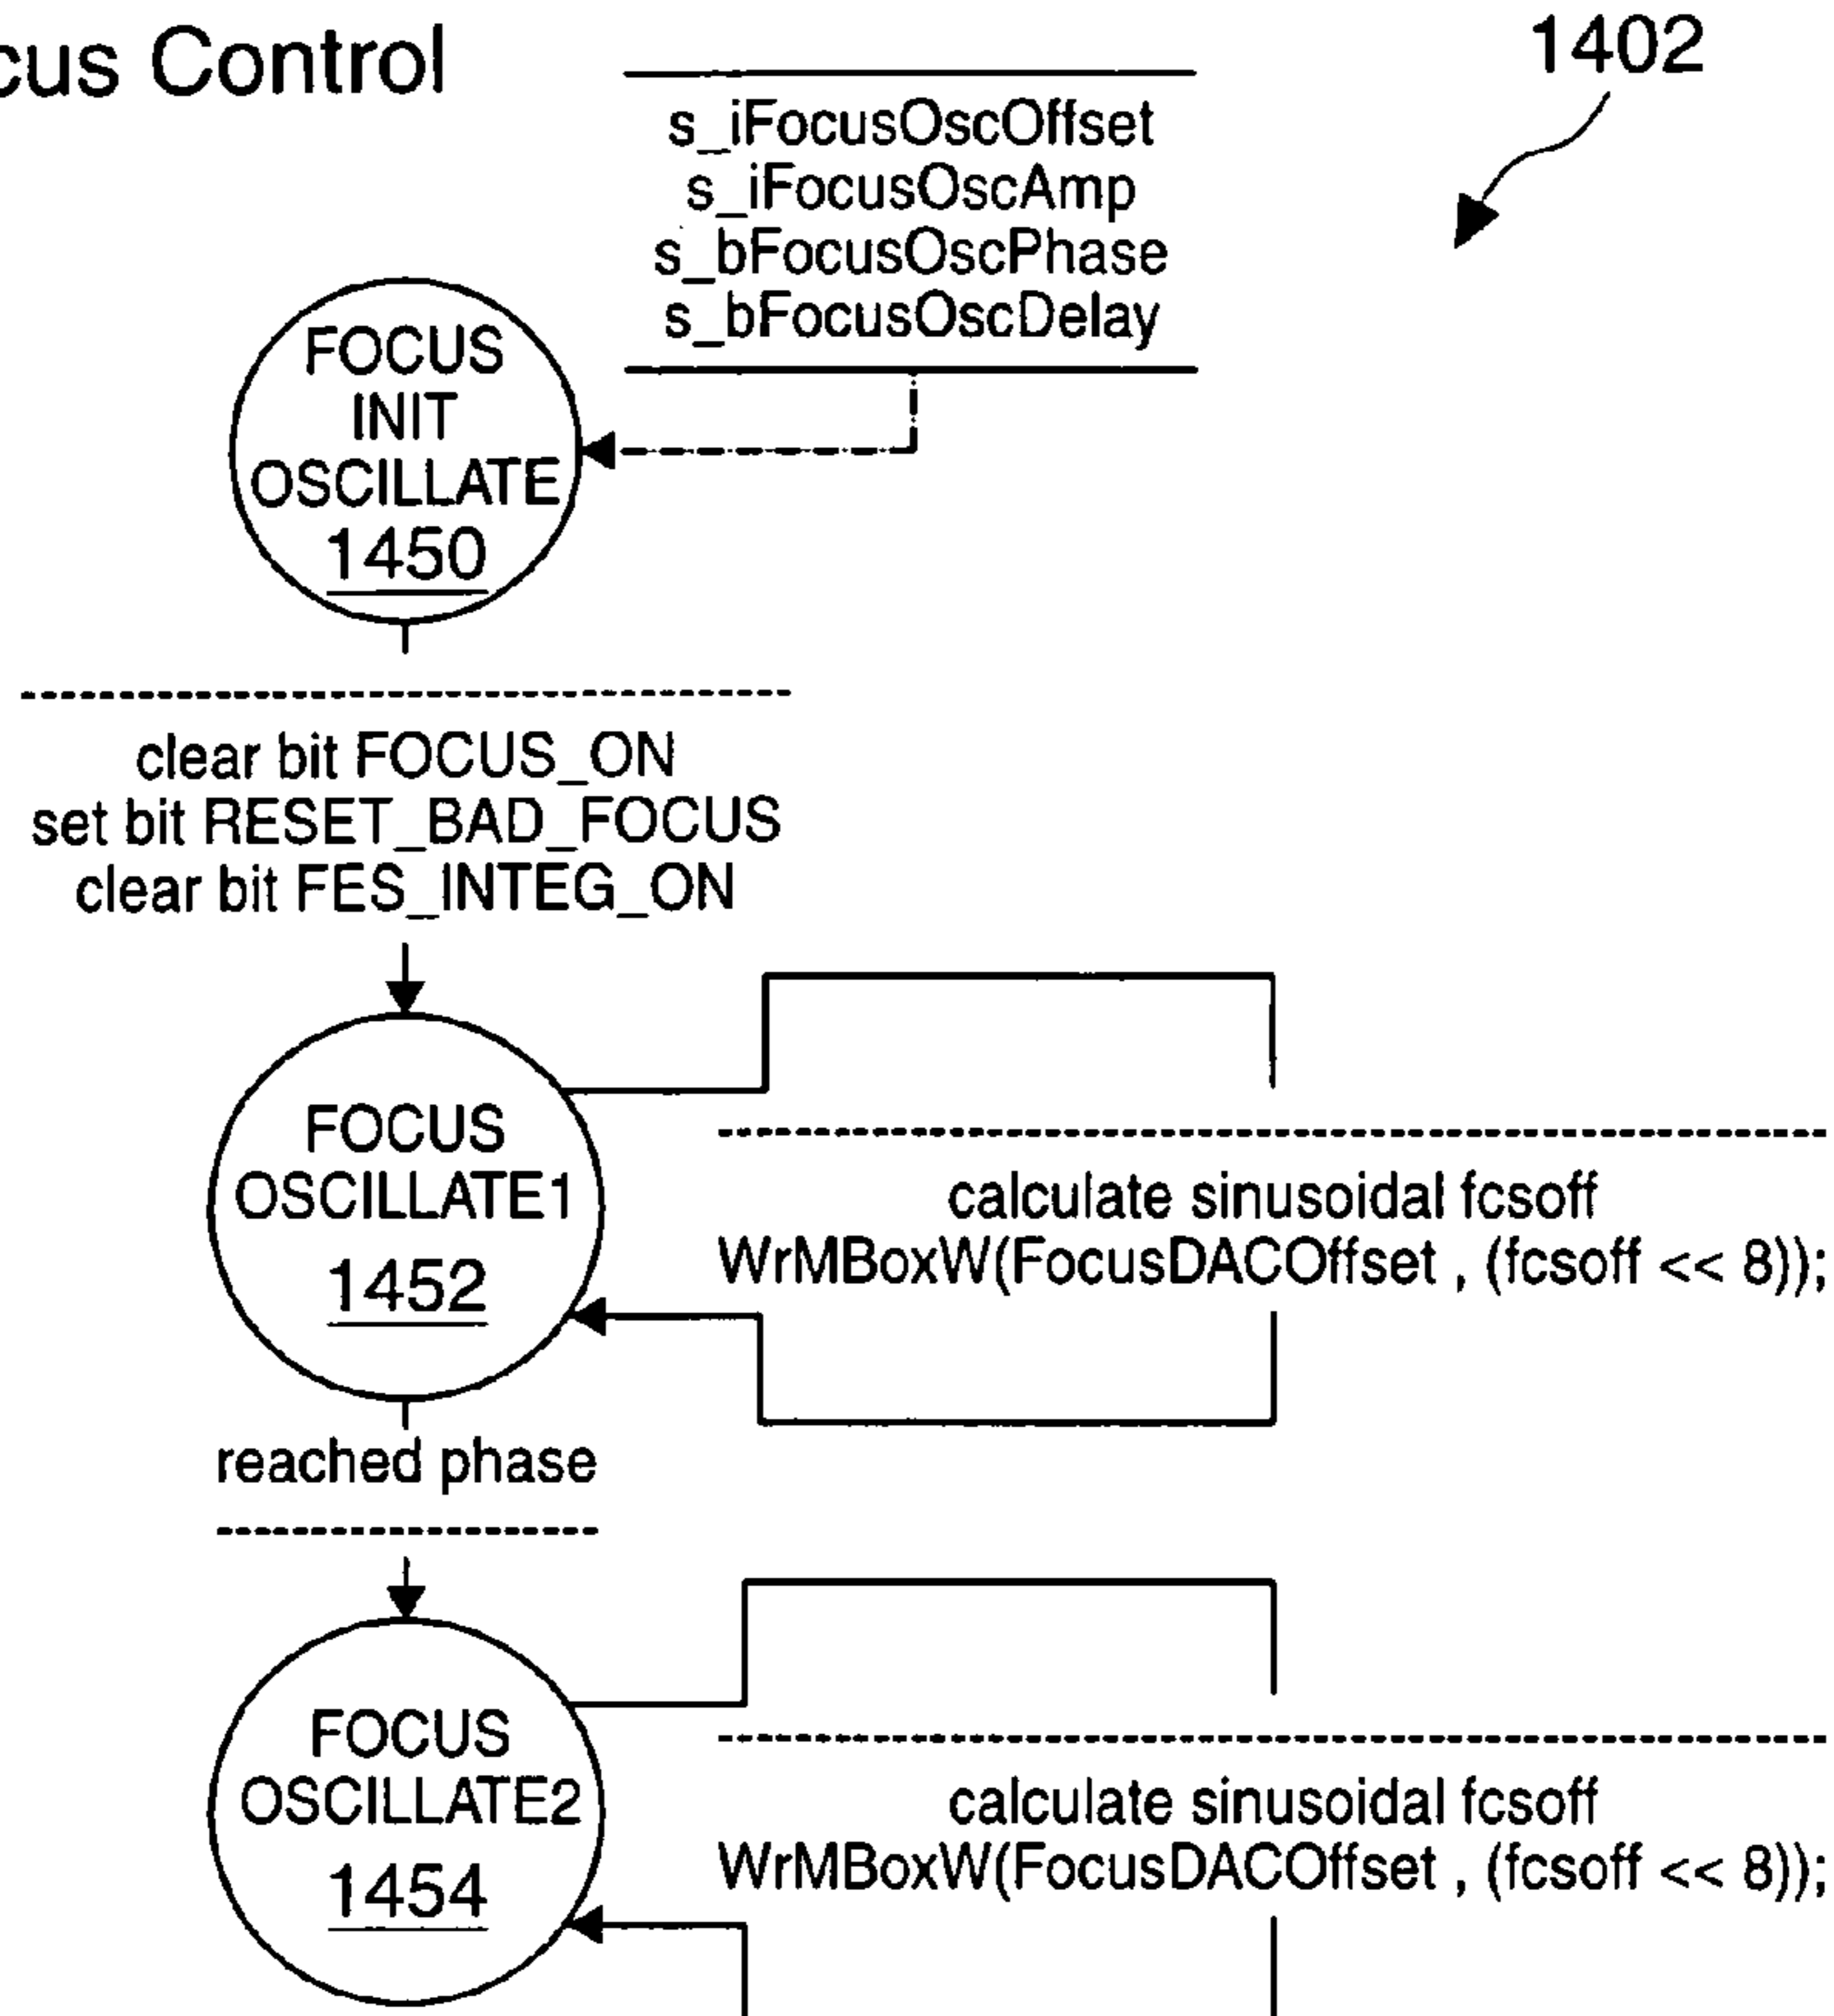 cus Control
1402
s_iFocusOscOffset
s_iFocusOscAmp
s_bFocusOscPhase
s_bFocusOscDelay
FOCUS
INIT
OSCILLATE
1450
clear bit FOCUS_ON
set bit RESET_BAD_FOCUS
clear bit FES_INTEG_ON
FOCUS
OSCILLATE1
1452
calculate sinusoidal fcsoff
WrMBoxW(FocusDACOffset , (fcsoff << 8));
reached phase
FOCUS
OSCILLATE2
1454
calculate sinusoidal fcsoff
WrMBoxW(FocusDACOffset , (fcsoff << 8));